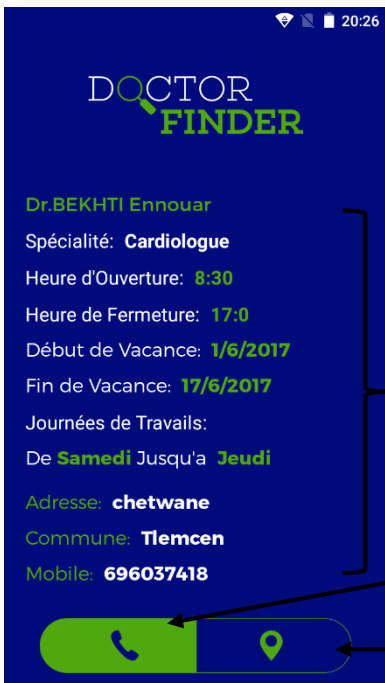 20:26
DOCTOR
FINDER
Dr.BEKHTI Ennouar
Spécialité: Cardiologue
Heure d'Ouverture: 8:30
Heure de Fermeture: 17:0
Début de Vacance: 1/6/2017
Fin de Vacance: 17/6/2017
Journées de Travails:
De Samedi Jusqu'a Jeudi
Adresse: chetwane
Commune: Tlemcen
Mobile: 696037418